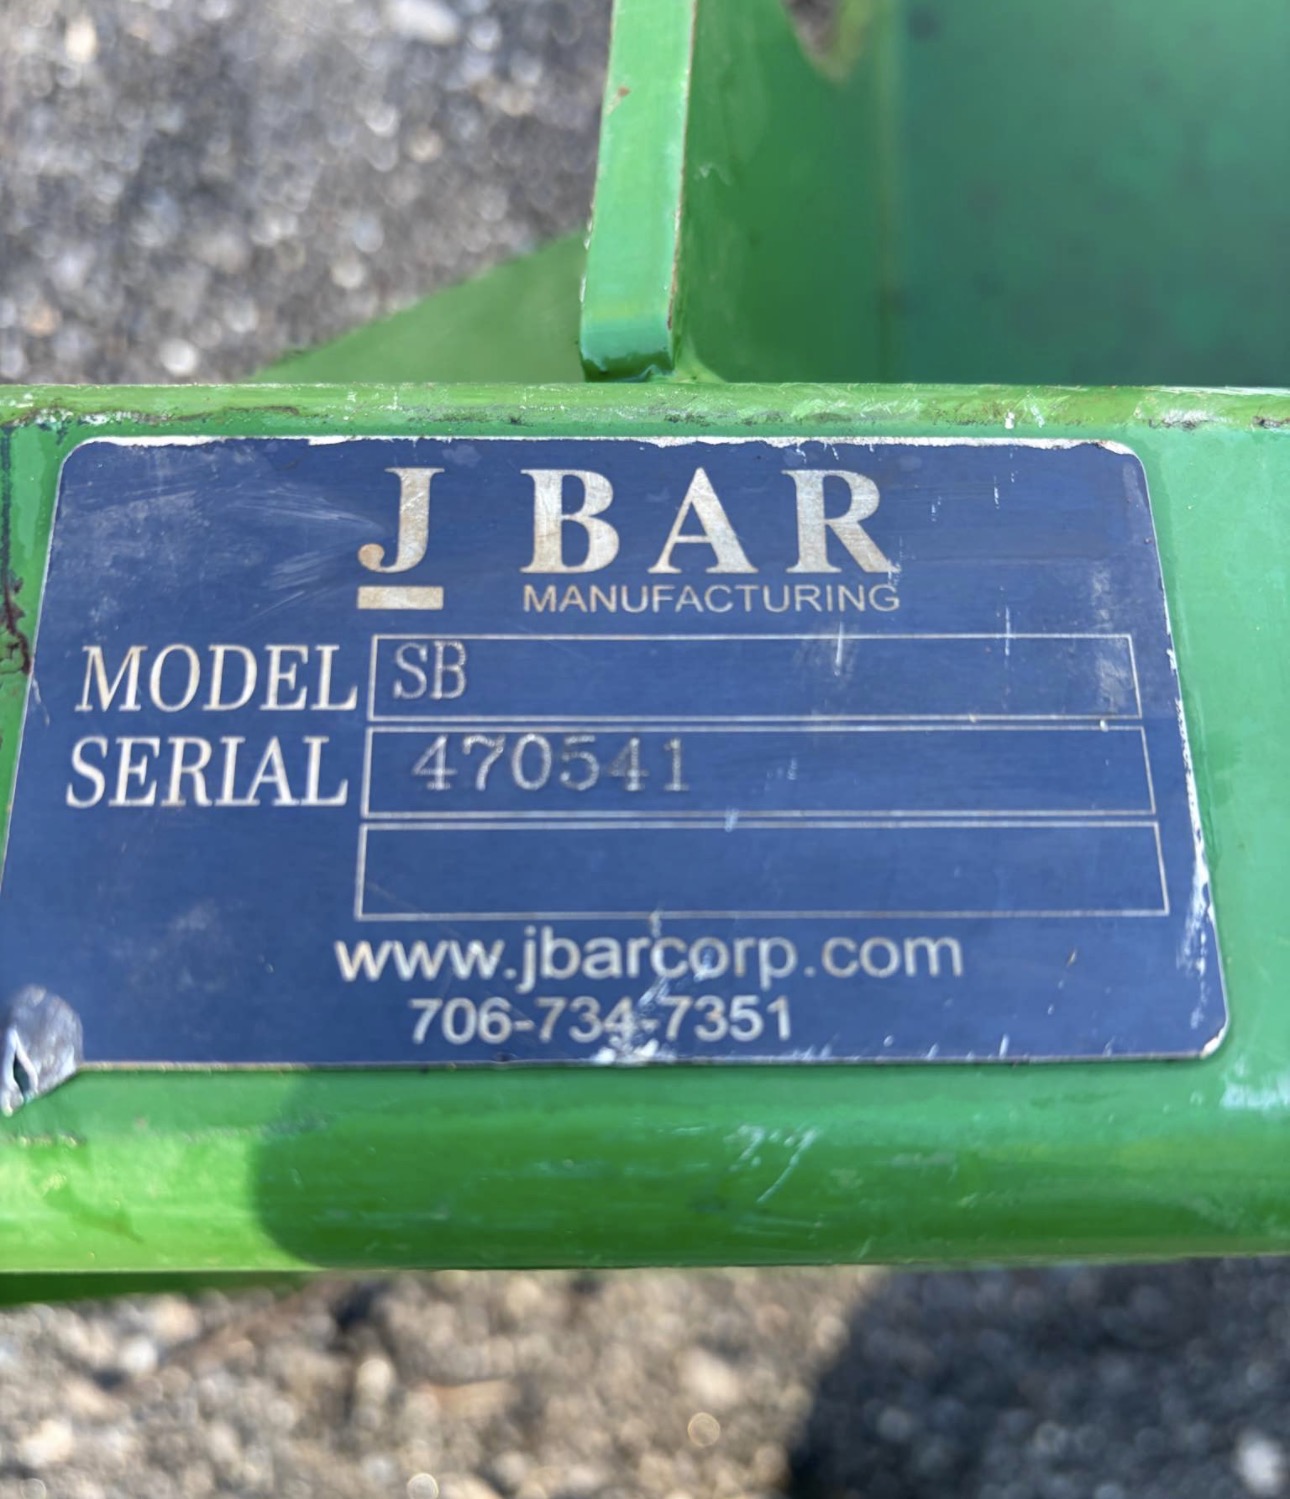 J BAR
MANUFACTURING
MODEL SB
SERIAL 470541
www.jbarcorp.com
706-734-7351